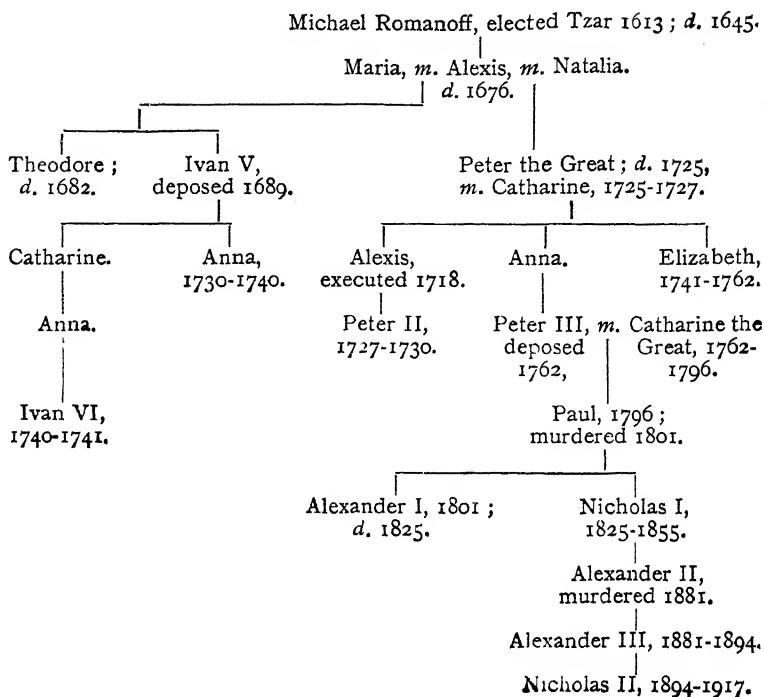 Michael Romanoff, elected Tzar 1613 ; d. 1645.
Maria, m. Alexis, m. Natalia.
d. 1676.
Theodore ; Ivan V, Peter the Great ; d. 1725,
d. 1682. deposed 1689. m. Catharine, 1725-1727.
Catharine. Anna, Alexis, Anna. Elizabeth,
1730-1740. executed 1718. 1741-1762.
Anna. Peter II, Peter III, m. Catharine the
1727-1730. deposed Great, 1762-
1762, 1796.
Ivan VI, Paul, 1796 ;
1740-1741. murdered 1801.
Alexander I, 1801 ; Nicholas I,
d. 1825. 1825-1855.
Alexander II,
murdered 1881.
Alexander III, 1881-1894.
Nicholas II, 1894-1917.